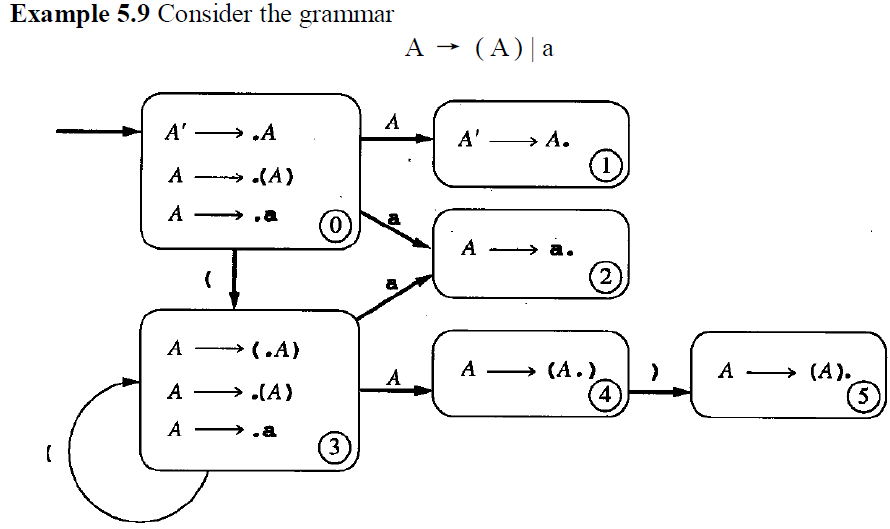 Example 5.9 Consider the grammar
A → ( A ) | a
A' → .A
A → .(A)
A → .a
0
A
A' → A.
1
a
A → a.
2
(
a
A → (.A)
A → .(A)
A → .a
3
(
A
A → (A.)
4
)
A → (A).
5